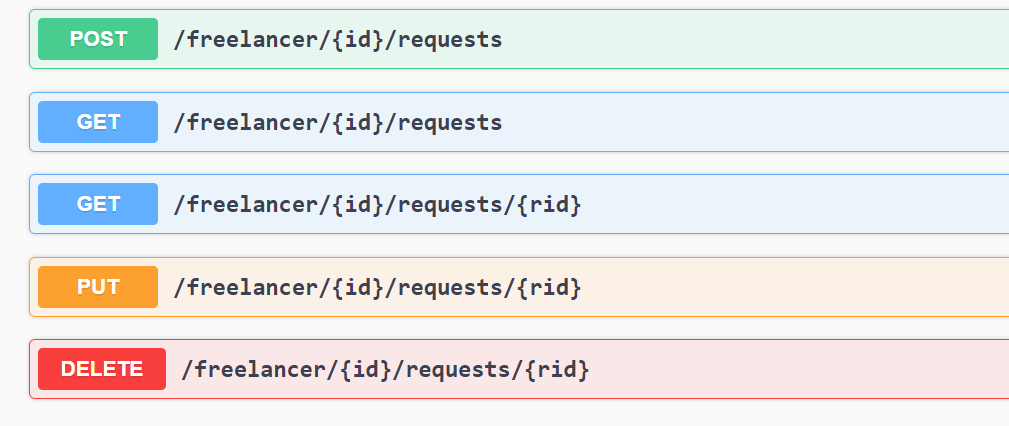 POST /freelancer/{id}/requests
GET /freelancer/{id}/requests
GET /freelancer/{id}/requests/{rid}
PUT /freelancer/{id}/requests/{rid}
DELETE /freelancer/{id}/requests/{rid}